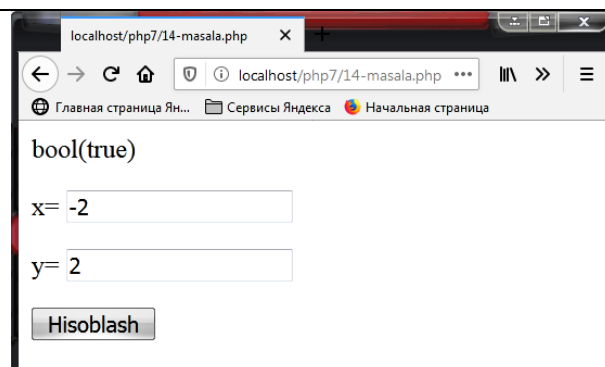 localhost/php7/14-masala.php
localhost/php7/14-masala.php
Главная страница Ян... Сервисы Яндекса Начальная страница
bool(true)
x= -2
y= 2
Hisoblash